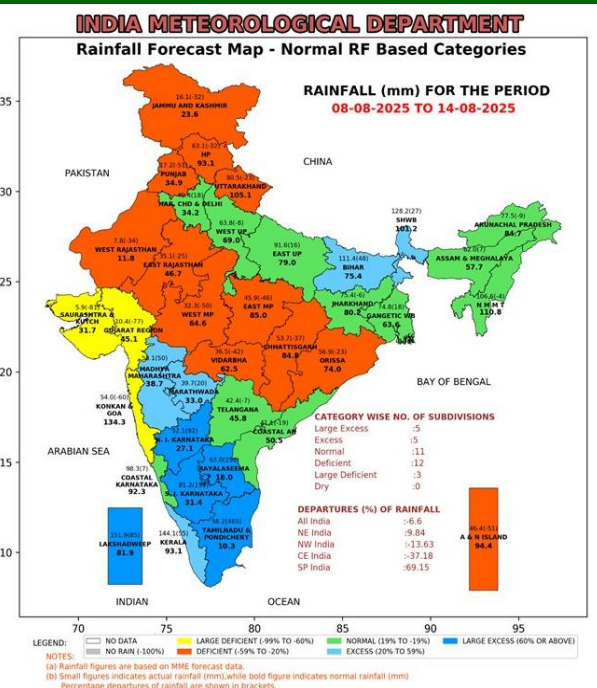 INDIA METEOROLOGICAL DEPARTMENT
Rainfall Forecast Map - Normal RF Based Categories
RAINFALL (mm) FOR THE PERIOD
08-08-2025 TO 14-08-2025
35
30
25
20
15
10
16.1(-32)
JAMMU AND KASHMIR
23.6
63.1(-32)
HP
93.1
PAKISTAN
CHINA
17.2(-51)
PUNJAB
34.9
80.5(-23)
UTTARAKHAND
105.1
HAR, CHD & DELHI
34.2
63.8(-8)
WEST UP
69.0
128.2(27)
SHWB
101.2
77.5(-9)
ARUNACHAL PRADESH
84.7
7.8(-34)
WEST RAJASTHAN
11.8
35.1(-25)
EAST RAJASTHAN
46.7
91.6(16)
EAST UP
79.0
111.4(48)
BIHAR
75.4
ASSAM & MEGHALAYA
57.7
5.9(-81)
SAURASHTRA &
KUTCH
31.7
10.4(-77)
GUJARAT REGION
45.1
32.3(-50)
WEST MP
64.6
45.9(-46)
EAST MP
85.0
75.4(-6)
JHARKHAND
80.2
74.8(18)
GANGETIC WB
63.6
106.6(-4)
N M M T
110.8
MADHYA
MAHARASHTRA
38.7
36.5(-42)
VIDARBHA
62.5
53.7(-37)
CHHATTISGARH
84.8
56.9(-23)
ORISSA
74.0
39.7(20)
MARATHWADA
33.0
BAY OF BENGAL
54.0(-60)
KONKAN &
GOA
134.3
42.4(-7)
TELANGANA
45.8
COASTAL AP
50.5
52.1(92)
N. I. KARNATAKA
27.1
ARABIAN SEA
98.3(7)
COASTAL
KARNATAKA
92.3
RAYALASEEMA
18.0
S. I. KARNATAKA
31.4
151.9(85)
LAKSHADWEEP
81.9
144.1(55)
KERALA
93.1
TAMILNADU &
PONDICHERY
10.3
CATEGORY WISE NO. OF SUBDIVISIONS
Large Excess :5
Excess :5
Normal :11
Deficient :12
Large Deficient :3
Dry :0
DEPARTURES (%) OF RAINFALL
All India :-6.6
NE India :9.84
NW India :-13.63
CE India :-37.18
SP India :69.15
46.4(-51)
A & N ISLAND
94.4
INDIAN OCEAN
70 75 80 85 90 95
LEGEND: NO DATA LARGE DEFICIENT (-99% TO -60%) NORMAL (19% TO -19%) LARGE EXCESS (60% OR ABOVE)
NO RAIN (-100%) DEFICIENT (-59% TO -20%) EXCESS (20% TO 59%)
NOTES:
(a) Rainfall figures are based on MME forecast data.
(b) Small figures indicates actual rainfall (mm),while bold figure indicates normal rainfall (mm)
Percentage departures of rainfall are shown in brackets.